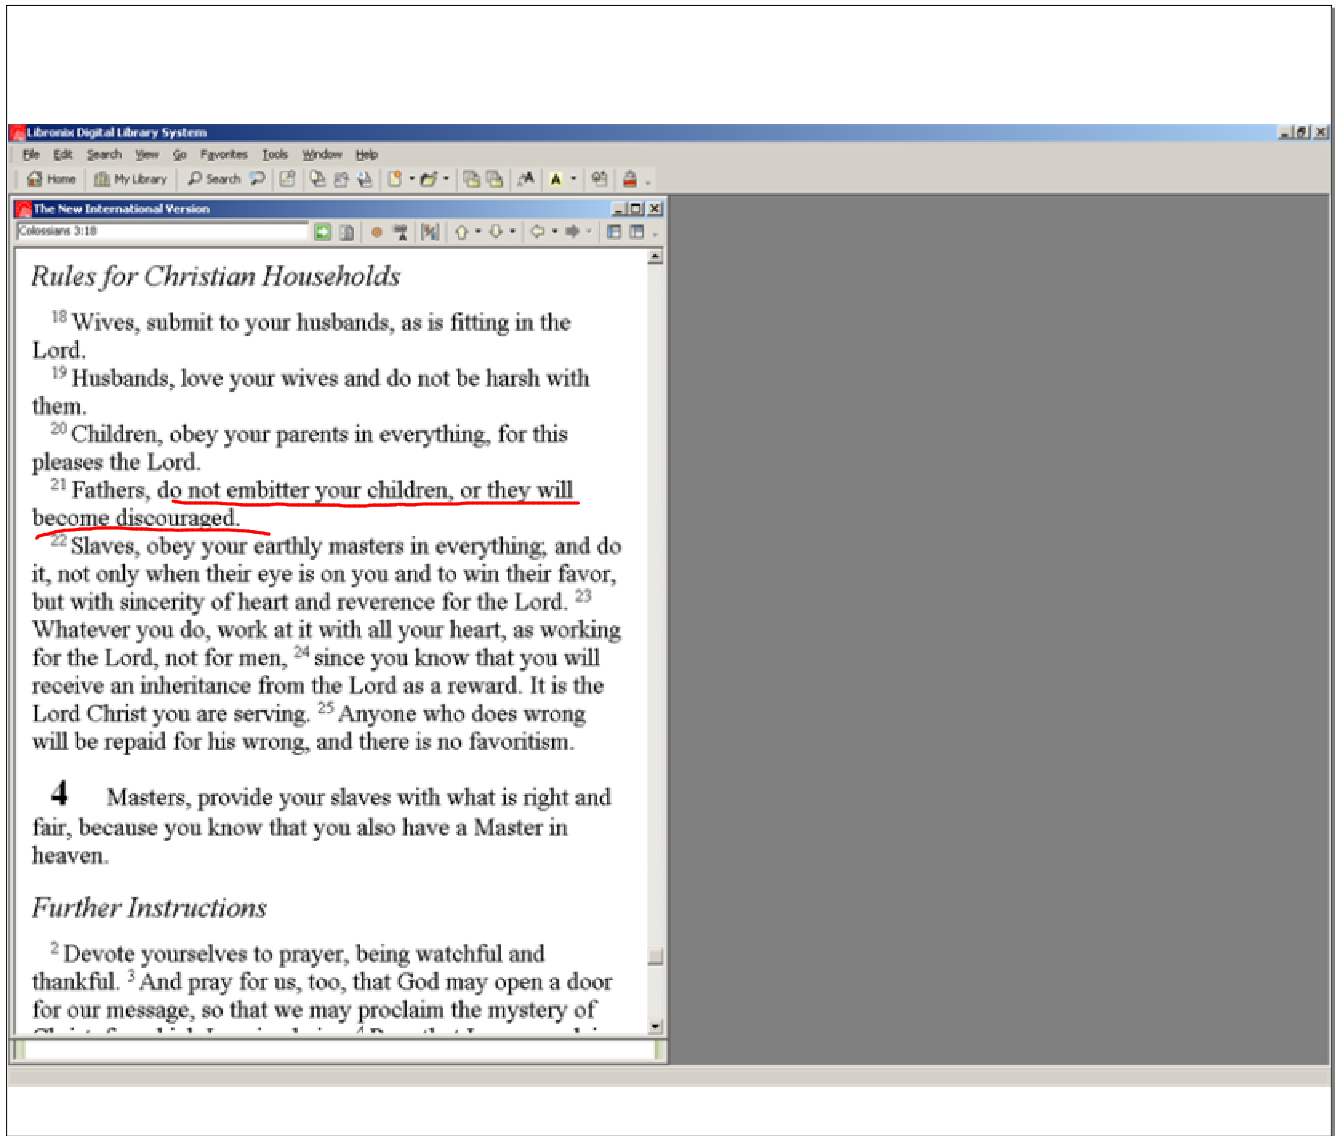 Libronix Digital Library System
File Edit Search View Go Favorites Tools Window Help
Home My Library Search
The New International Version
Colossians 3:18
Rules for Christian Households
18 Wives, submit to your husbands, as is fitting in the
Lord.
19 Husbands, love your wives and do not be harsh with
them.
20 Children, obey your parents in everything, for this
pleases the Lord.
21 Fathers, do not embitter your children, or they will
become discouraged.
22 Slaves, obey your earthly masters in everything; and do
it, not only when their eye is on you and to win their favor,
but with sincerity of heart and reverence for the Lord. 23
Whatever you do, work at it with all your heart, as working
for the Lord, not for men, 24 since you know that you will
receive an inheritance from the Lord as a reward. It is the
Lord Christ you are serving. 25 Anyone who does wrong
will be repaid for his wrong, and there is no favoritism.
4 Masters, provide your slaves with what is right and
fair, because you know that you also have a Master in
heaven.
Further Instructions
2 Devote yourselves to prayer, being watchful and
thankful. 3 And pray for us, too, that God may open a door
for our message, so that we may proclaim the mystery of